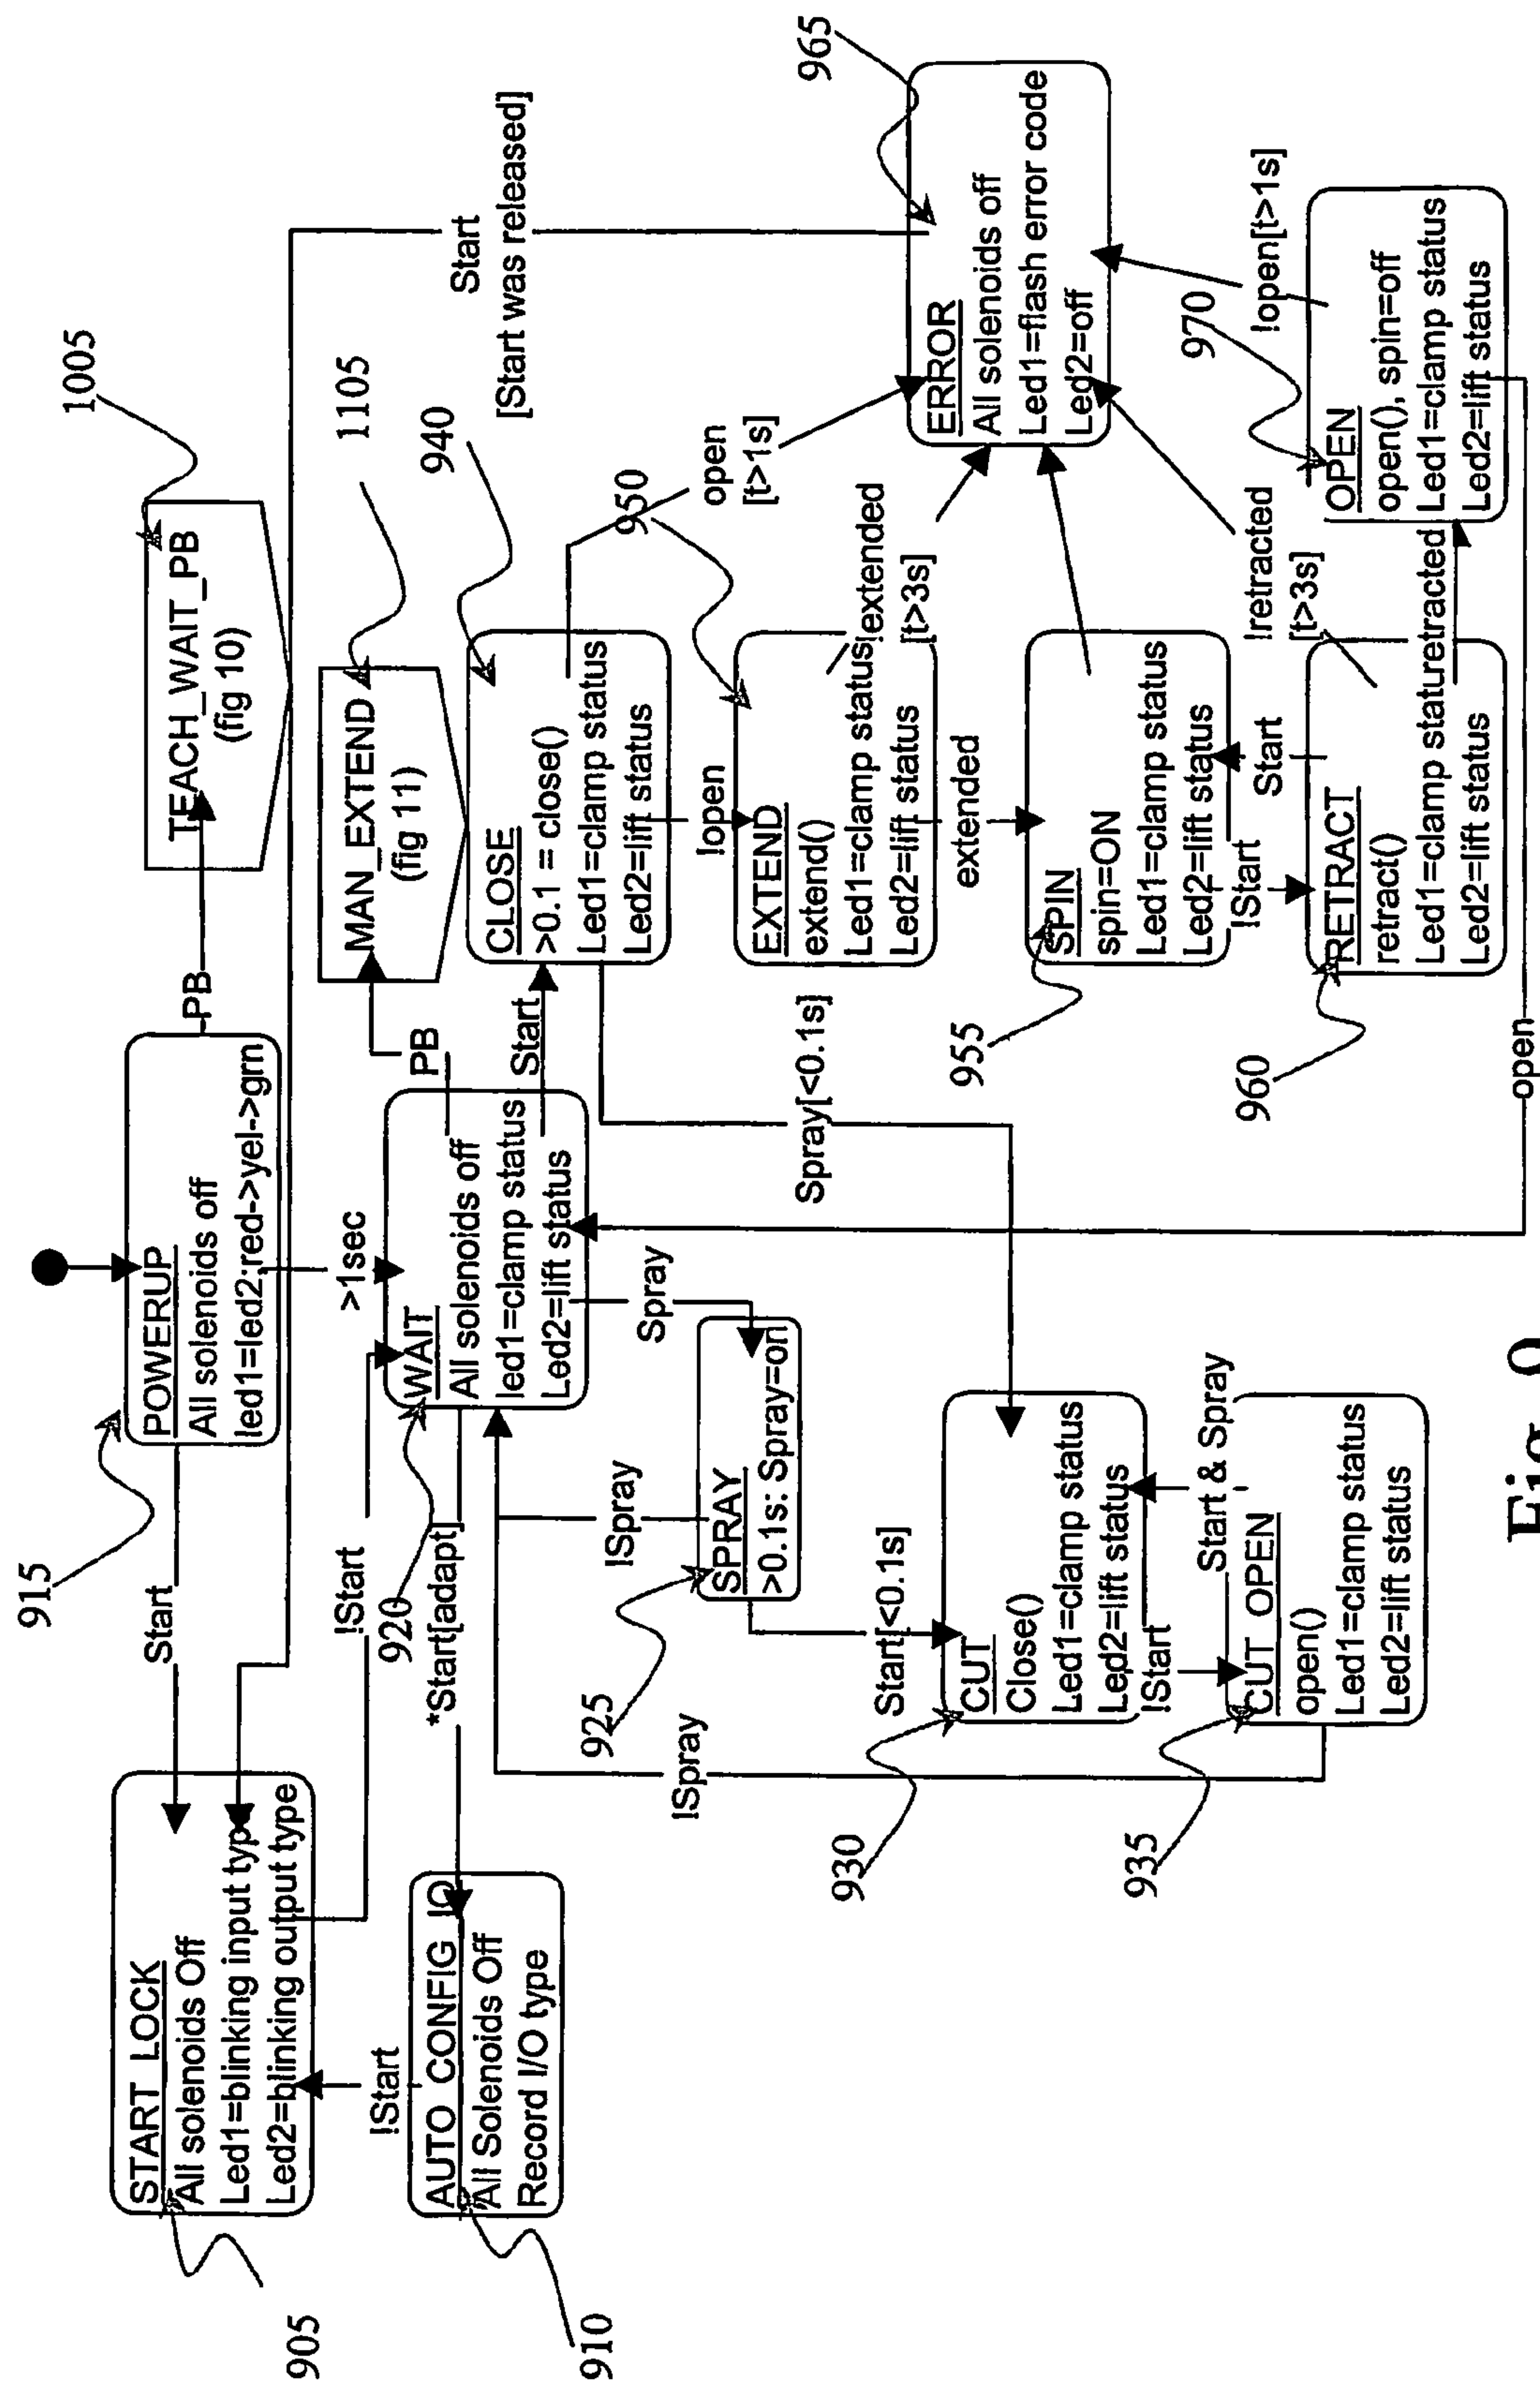 915
POWERUP
All solenoids off
led1=led2:red->yel->grn
Start
PB
1005
TEACH_WAIT_PB
(fig 10)
905
START_LOCK
All solenoids Off
Led1=blinking input typ
Led2=blinking output type
!Start
>1sec
920
WAIT
All solenoids off
led1=clamp status
Led2=lift status
PB
1105
MAN_EXTEND
(fig 11)
Start
[Start was released]
910
AUTO_CONFIG_IO
All Solenoids Off
Record I/O type
!Start
*Start[adapt]
Start
940
CLOSE
>0.1 = close()
Led1=clamp status
Led2=lift status
open
[t>1s]
950
925
SPRAY
>0.1s: Spray=on
Spray
!Spray
!open
EXTEND
extend()
Led1=clamp status
Led2=lift status
!extended
[t>3s]
965
ERROR
All solenoids off
Led1=flash error code
Led2=off
Start[<0.1s]
Spray[<0.1s]
extended
930
CUT
Close()
Led1=clamp status
Led2=lift status
!Spray
955
SPIN
spin=ON
Led1=clamp status
Led2=lift status
!Start
Start & Spray
!Start
Start
!retracted
[t>3s]
970
!open[t>1s]
935
CUT_OPEN
open()
Led1=clamp status
Led2=lift status
960
RETRACT
retract()
Led1=clamp statu
Led2=lift status
retracted
OPEN
open(), spin=off
Led1=clamp status
Led2=lift status
open
Fig. 9